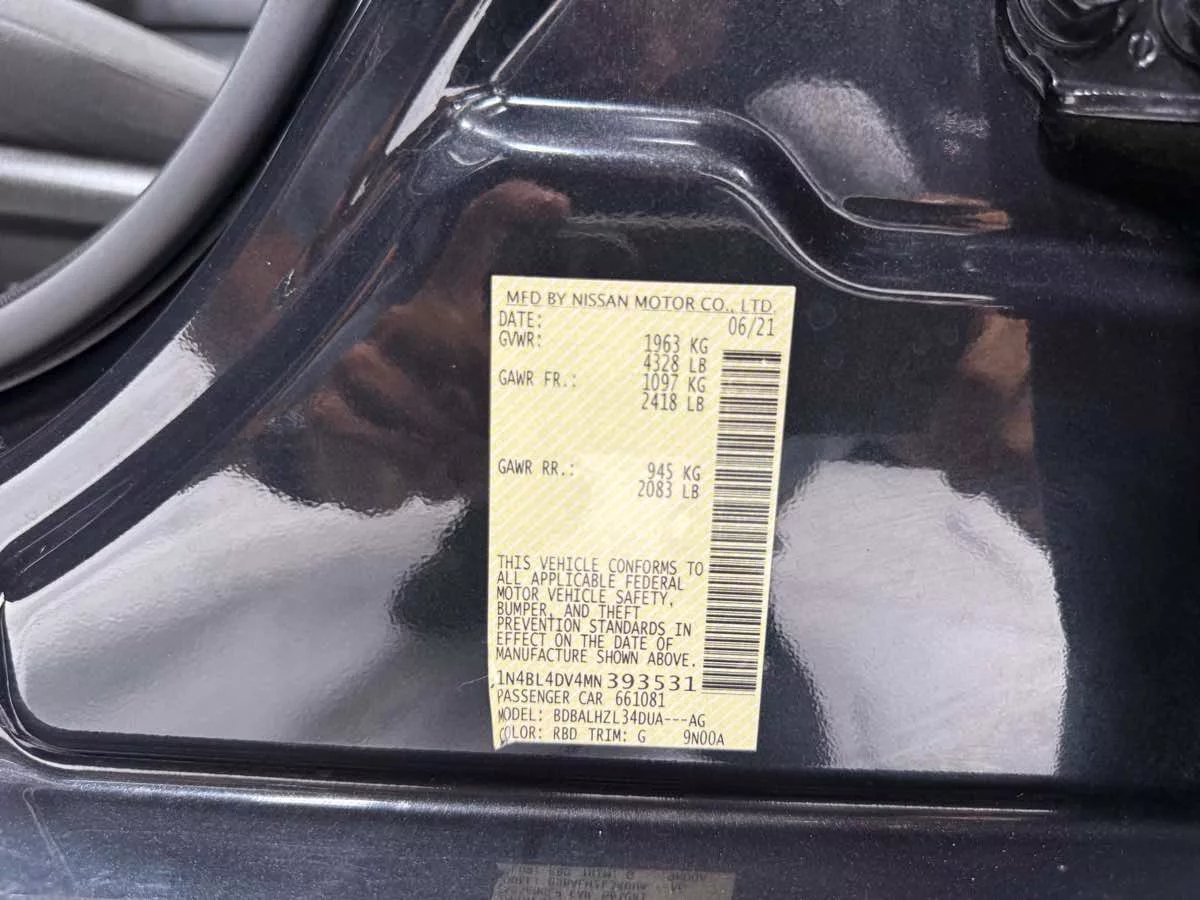 MFD BY NISSAN MOTOR CO., LTD.
DATE: 06/21
GVWR: 1963 KG
4328 LB
GAWR FR.: 1097 KG
2418 LB
GAWR RR.: 945 KG
2083 LB
THIS VEHICLE CONFORMS TO
ALL APPLICABLE FEDERAL
MOTOR VEHICLE SAFETY,
BUMPER, AND THEFT
PREVENTION STANDARDS IN
EFFECT ON THE DATE OF
MANUFACTURE SHOWN ABOVE.
1N4BL4DV4MN393531
PASSENGER CAR 661081
MODEL: BDBALHZL34DUA---AG
COLOR: RBD TRIM: G 9N00A